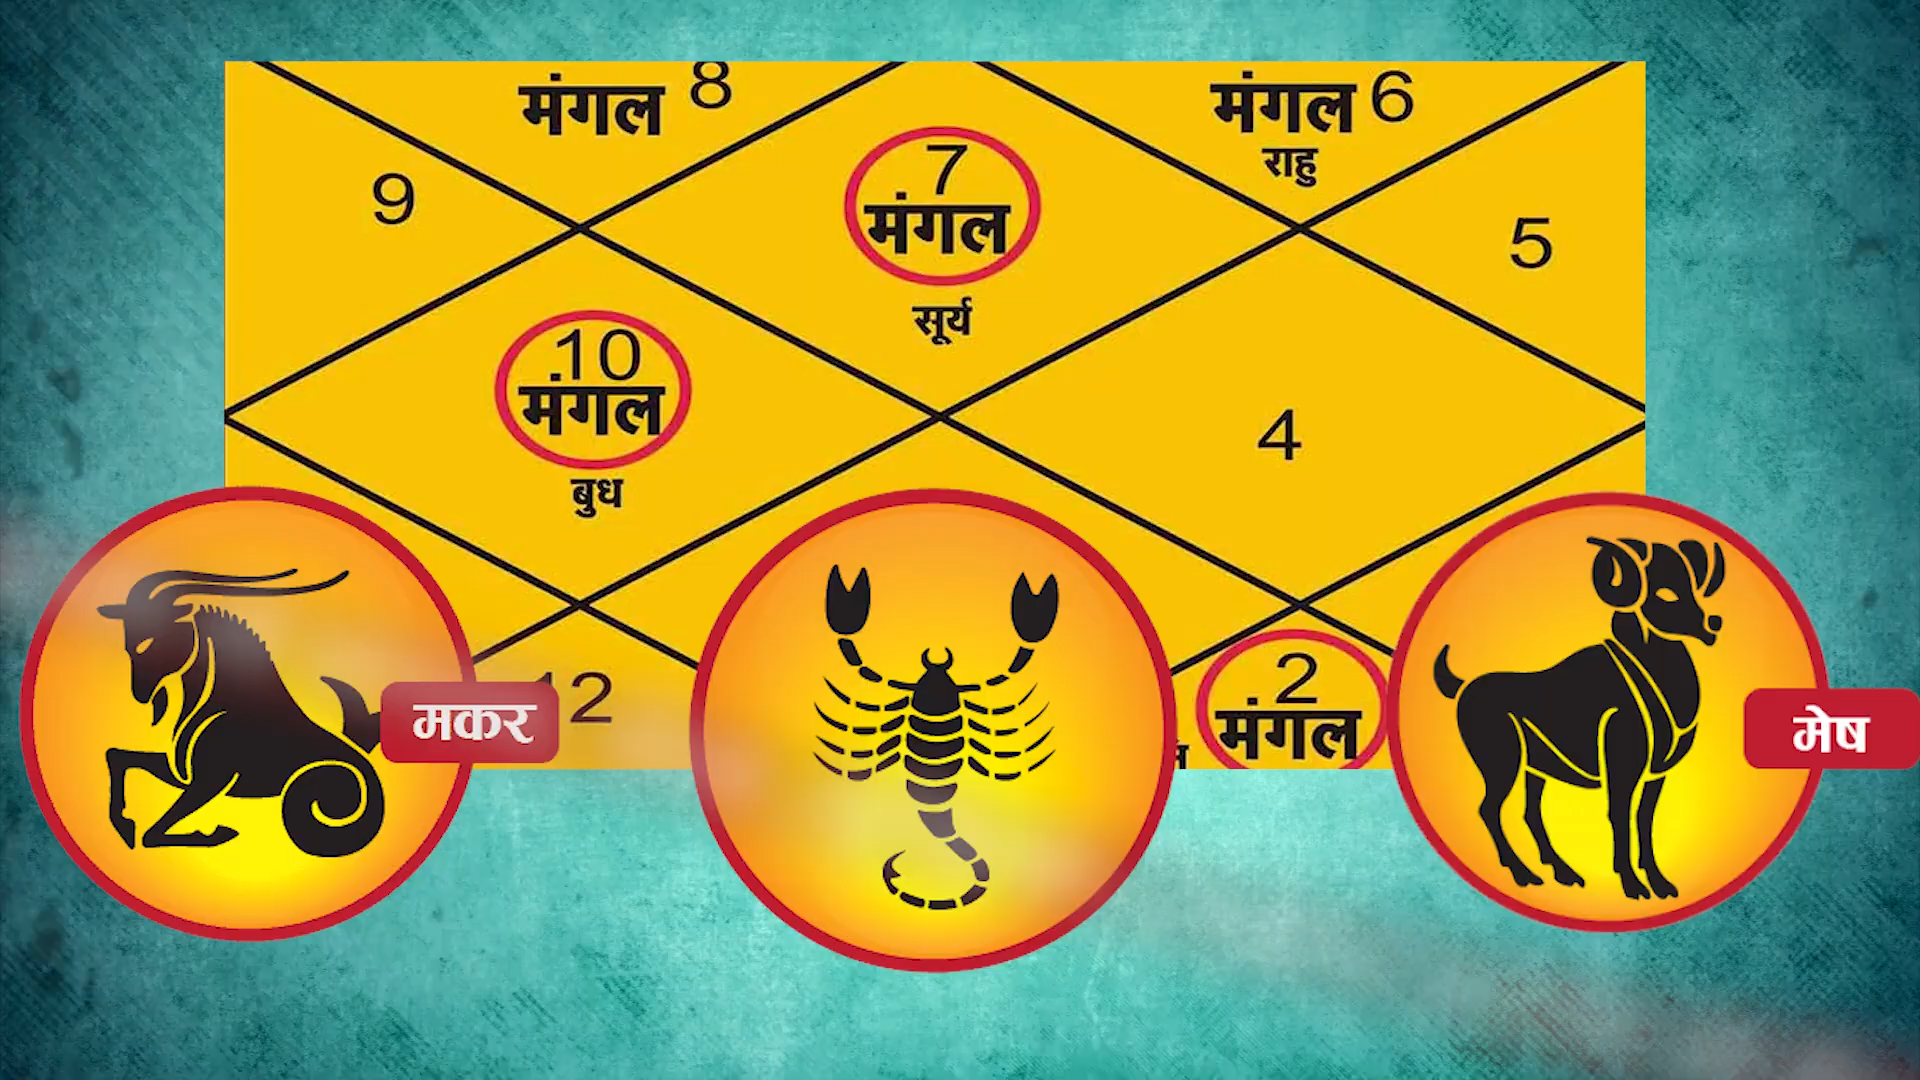 मंगल 8
मंगल 6
राहु
7
मंगल
9
5
सूर्य
10
मंगल
4
बुध
12
2
मंगल
मकर
मेष